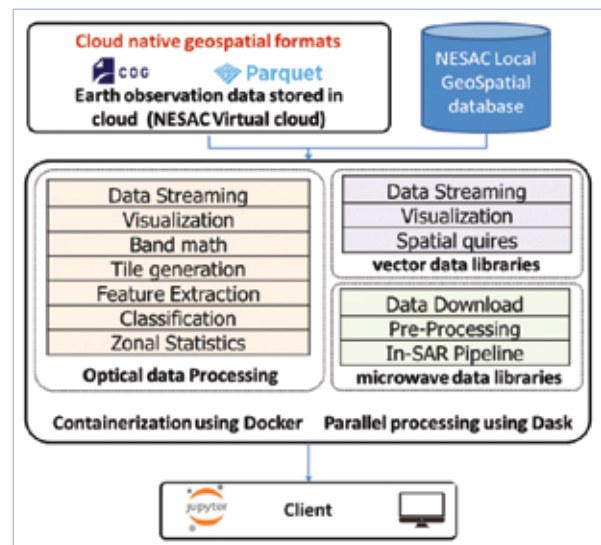 Cloud native geospatial formats
COG
Parquet
Earth observation data stored in
cloud (NESAC Virtual cloud)
NESAC Local
GeoSpatial
database
Data Streaming
Visualization
Band math
Tile generation
Feature Extraction
Classification
Zonal Statistics
Optical data Processing
Data Streaming
Visualization
Spatial quires
vector data libraries
Data Download
Pre-Processing
In-SAR Pipeline
microwave data libraries
Containerization using Docker
Parallel processing using Dask
jupyter
Client